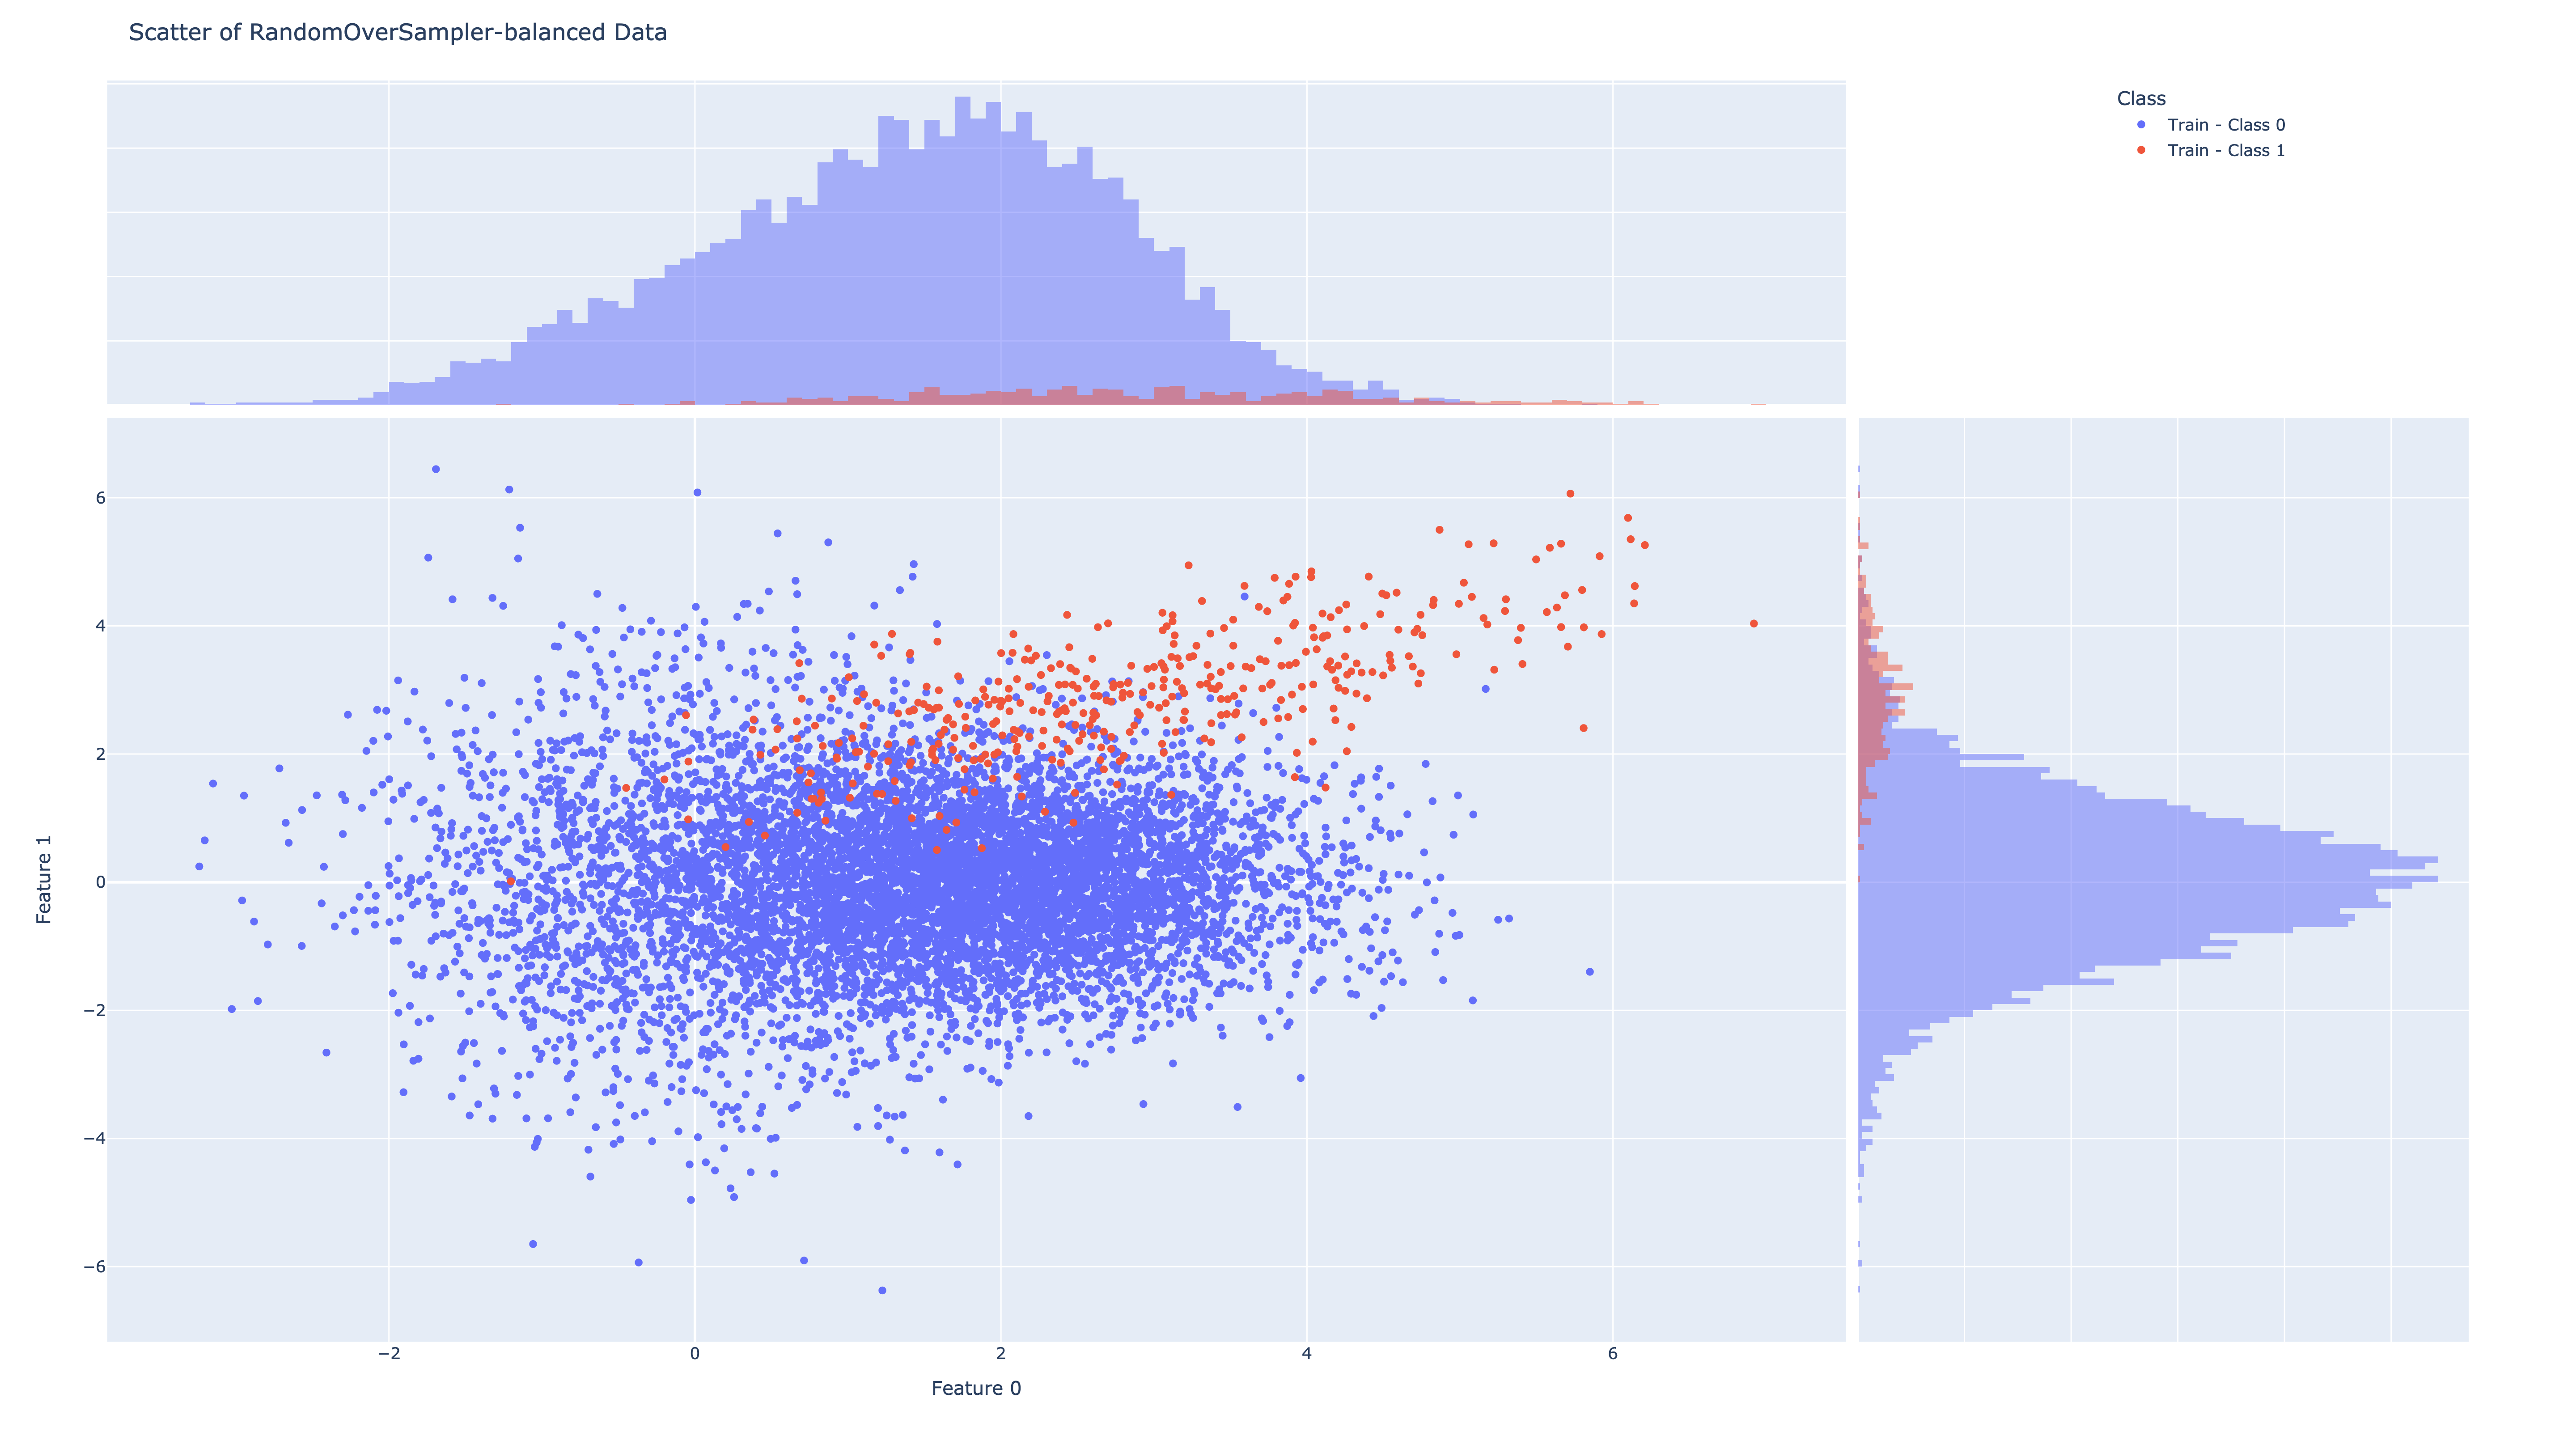 Scatter of RandomOverSampler-balanced Data
Class
Train - Class 0
Train - Class 1
6
4
2
0
−2
−4
−6
Feature 1
−2
0
2
4
6
Feature 0